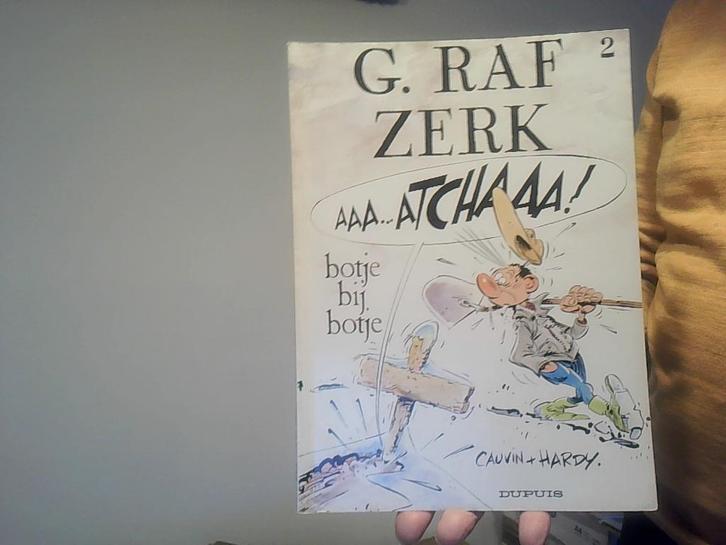 G. RAF 2
ZERK
AAA...ATCHAAA!
botje
bij
botje
CAUVIN + HARDY.
DUPUIS